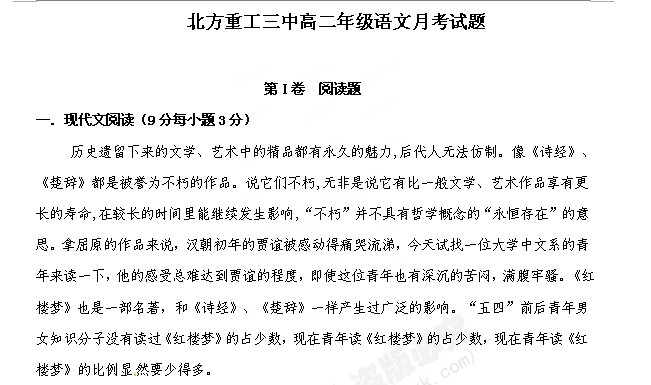 北方重工三中高二年级语文月考试题
第 I 卷 阅读题
一．现代文阅读（9 分每小题 3 分）
历史遗留下来的文学、艺术中的精品都有永久的魅力,后代人无法仿制。像《诗经》、
《楚辞》都是被誉为不朽的作品。说它们不朽,无非是说它有比一般文学、艺术作品享有更
长的寿命,在较长的时间里能继续发生影响,“不朽”并不具有哲学概念的“永恒存在”的意
思。拿屈原的作品来说，汉朝初年的贾谊被感动得痛哭流涕，今天试找一位大学中文系的青
年来读一下，他的感受总难达到贾谊的程度，即使这位青年也有深沉的苦闷，满腹牢骚。《红
楼梦》也是一部名著，和《诗经》、《楚辞》一样产生过广泛的影响。“五四”前后青年男
女知识分子没有读过《红楼梦》的占少数，现在青年读《红楼梦》的占少数，现在青年读《红
楼梦》的比例显然要少得多。